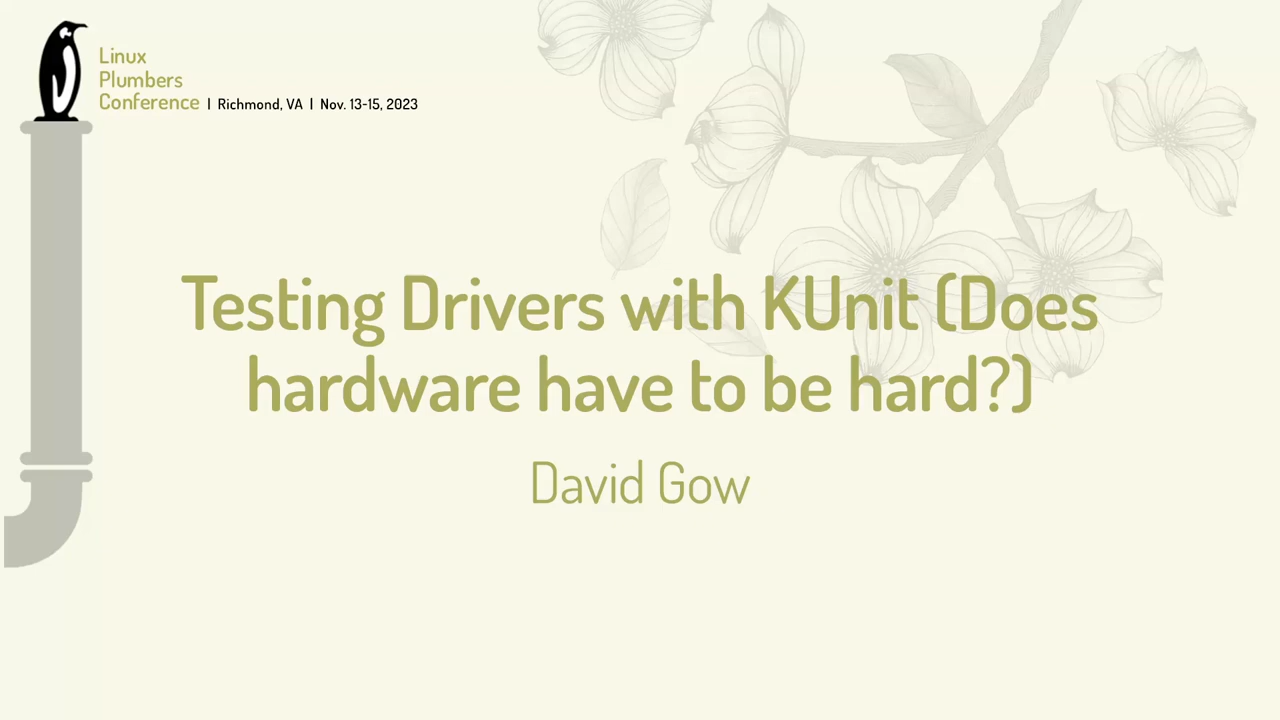 Linux
Plumbers
Conference | Richmond, VA | Nov. 13-15, 2023
Testing Drivers with KUnit (Does
hardware have to be hard?)
David Gow